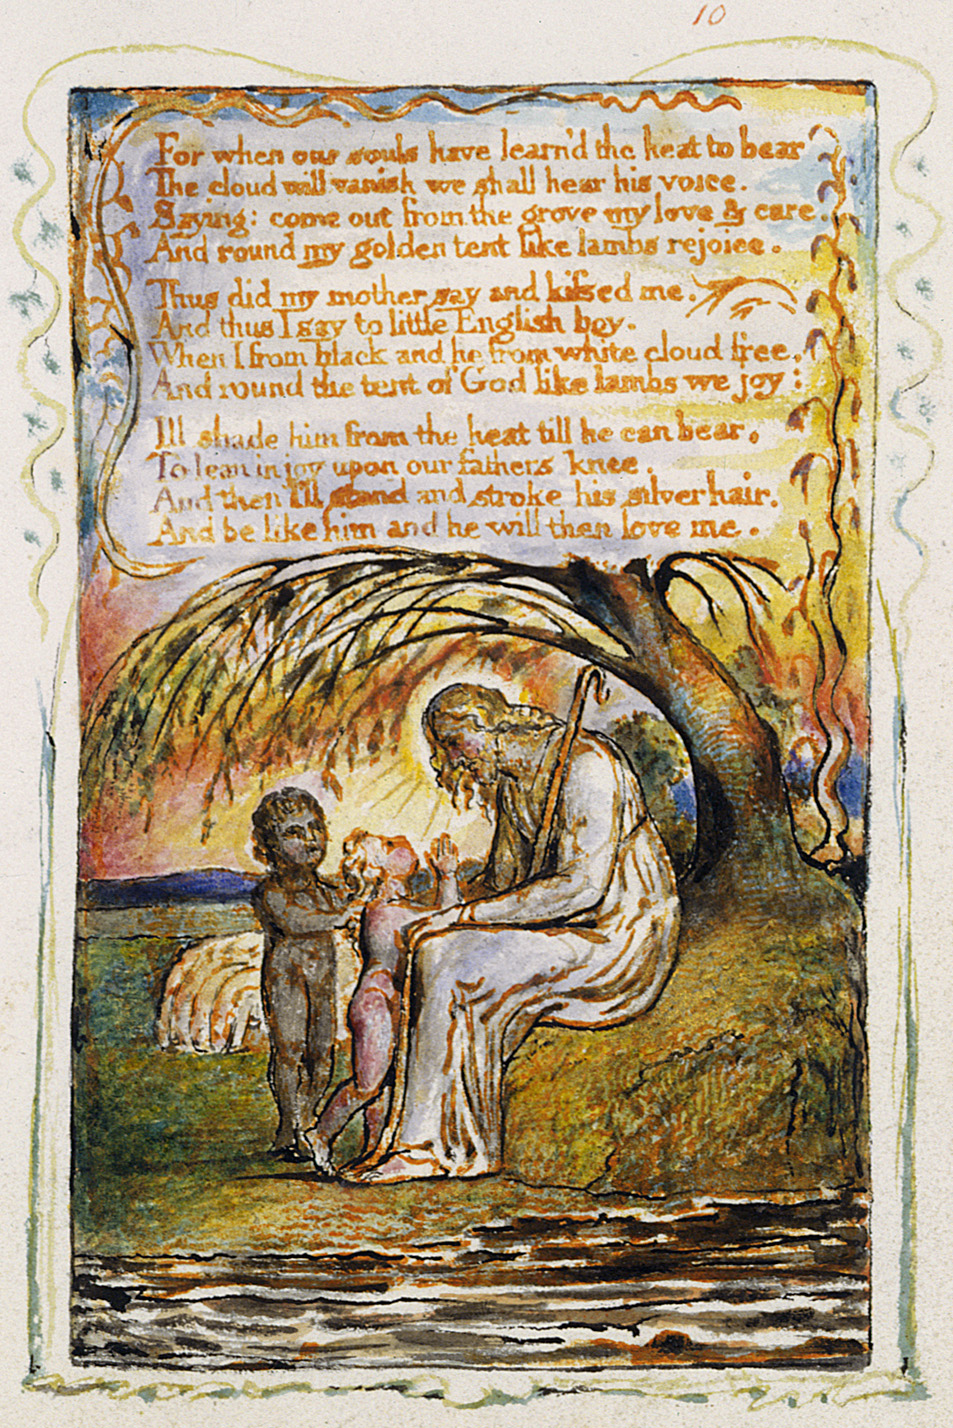 10
For when our souls have learn'd the heat to bear
The cloud will vanish we shall hear his voice.
Saying: come out from the grove my love & care.
And round my golden tent like lambs rejoice.
Thus did my mother say and kissed me.
And thus I say to little English boy.
When I from black and he from white cloud free,
And round the tent of God like lambs we joy:
Ill shade him from the heat till he can bear,
To lean in joy upon our fathers knee.
And then I'll stand and stroke his silver hair.
And be like him and he will then love me.